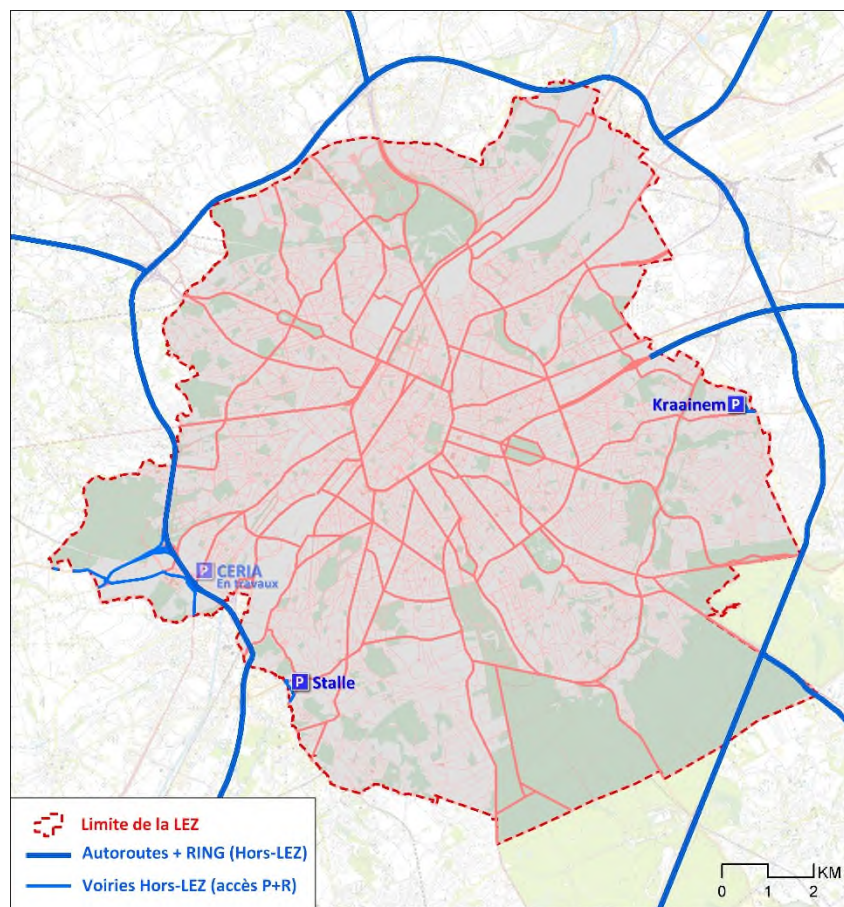 Kraainem P
P CERIA
En travaux
P Stalle
Limite de la LEZ
Autoroutes + RING (Hors-LEZ)
Voiries Hors-LEZ (accès P+R)
KM
0 1 2